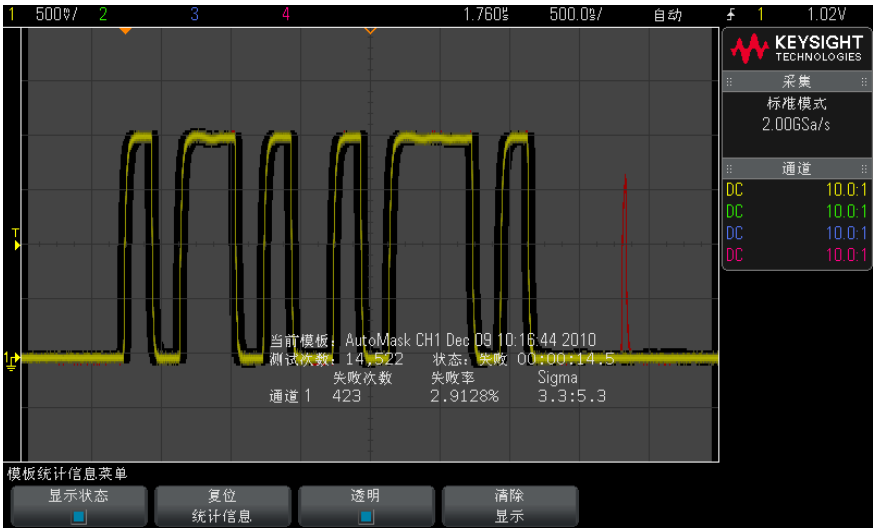 1 500V/ 2 3 4 1.760s 500.0s/ 自动 1 1.02V
KEYSIGHT
TECHNOLOGIES
采集
标准模式
2.00GSa/s
通道
DC 10.0:1
DC 10.0:1
DC 10.0:1
DC 10.0:1
T
1
当前模板: AutoMask CH1 Dec 09 10:16:44 2010
测试次数: 14,522 状态: 失败 00:00:14.5
失败次数 失败率 Sigma
通道 1 423 2.9128% 3.3:5.3
模板统计信息菜单
显示状态 复位 透明 清除
统计信息 显示